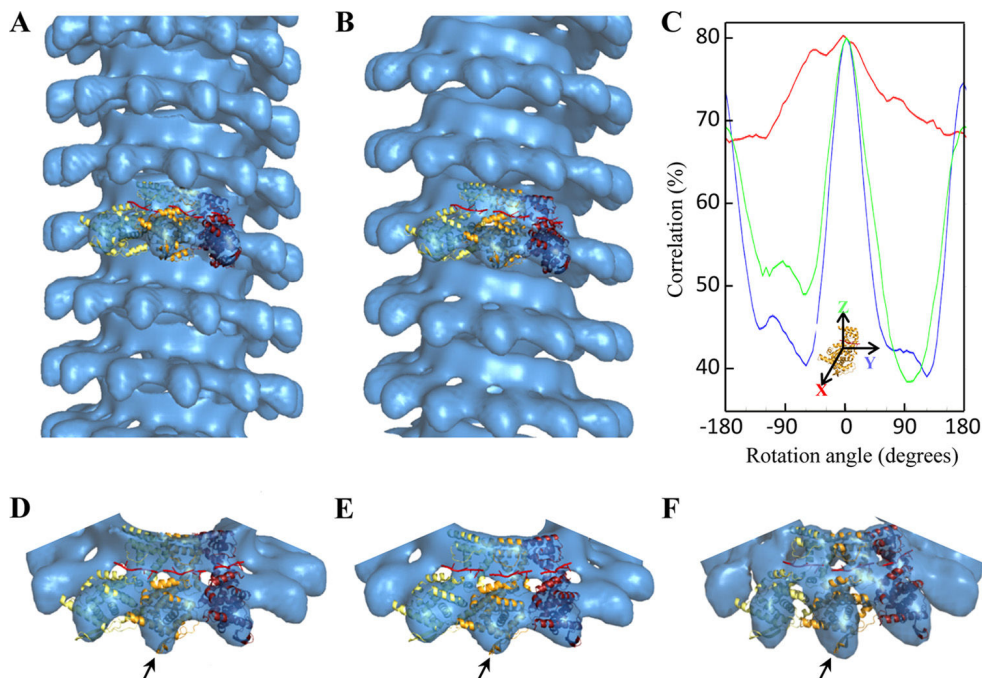 A
B
C
80
70
60
50
40
Correlation (%)
Z
Y
X
-180
-90
0
90
180
Rotation angle (degrees)
D
E
F